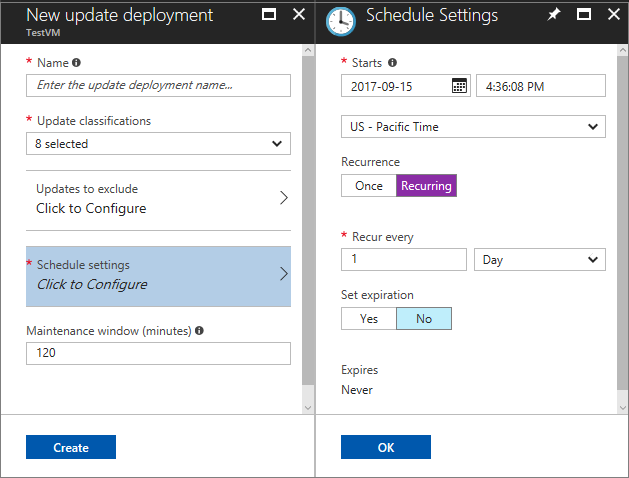 New update deployment
TestVM
* Name
Enter the update deployment name...
* Update classifications
8 selected
Updates to exclude
Click to Configure
* Schedule settings
Click to Configure
Maintenance window (minutes)
120
Create
Schedule Settings
* Starts
2017-09-15 4:36:08 PM
US - Pacific Time
Recurrence
Once Recurring
* Recur every
1 Day
Set expiration
Yes No
Expires
Never
OK